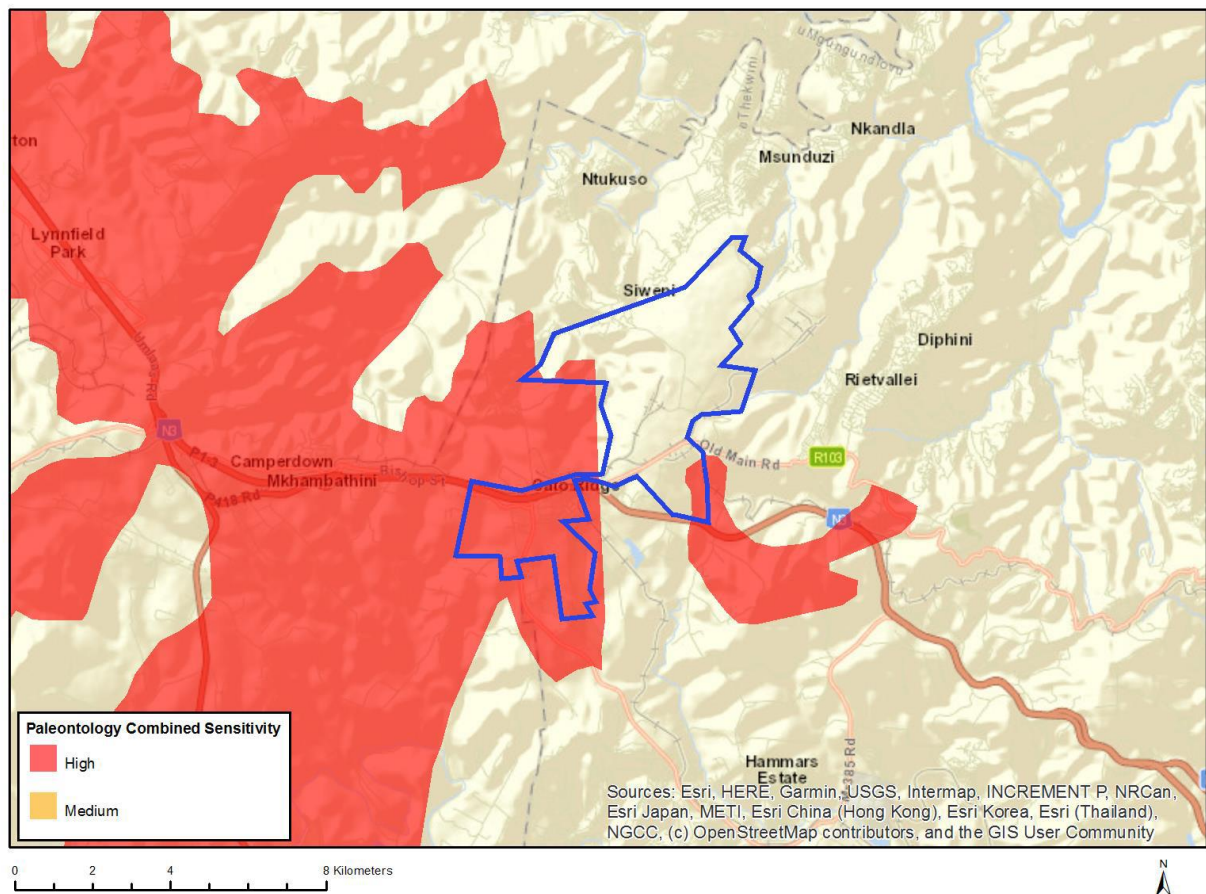 uMgungundlovu
eThekwini
Nkandla
ton
Msunduzi
Ntukuso
Lynnfield
Park
Siweni
Diphini
Rietvallei
N3
Old Main Rd
R103
Camperdown
Mkhambathini
P118 Rd
Cato Ridge
N3
Paleontology Combined Sensitivity
High
Medium
Hammars
Estate
Sources: Esri, HERE, Garmin, USGS, Intermap, INCREMENT P, NRCan,
Esri Japan, METI, Esri China (Hong Kong), Esri Korea, Esri (Thailand),
NGCC, (c) OpenStreetMap contributors, and the GIS User Community
0 2 4 8 Kilometers
N